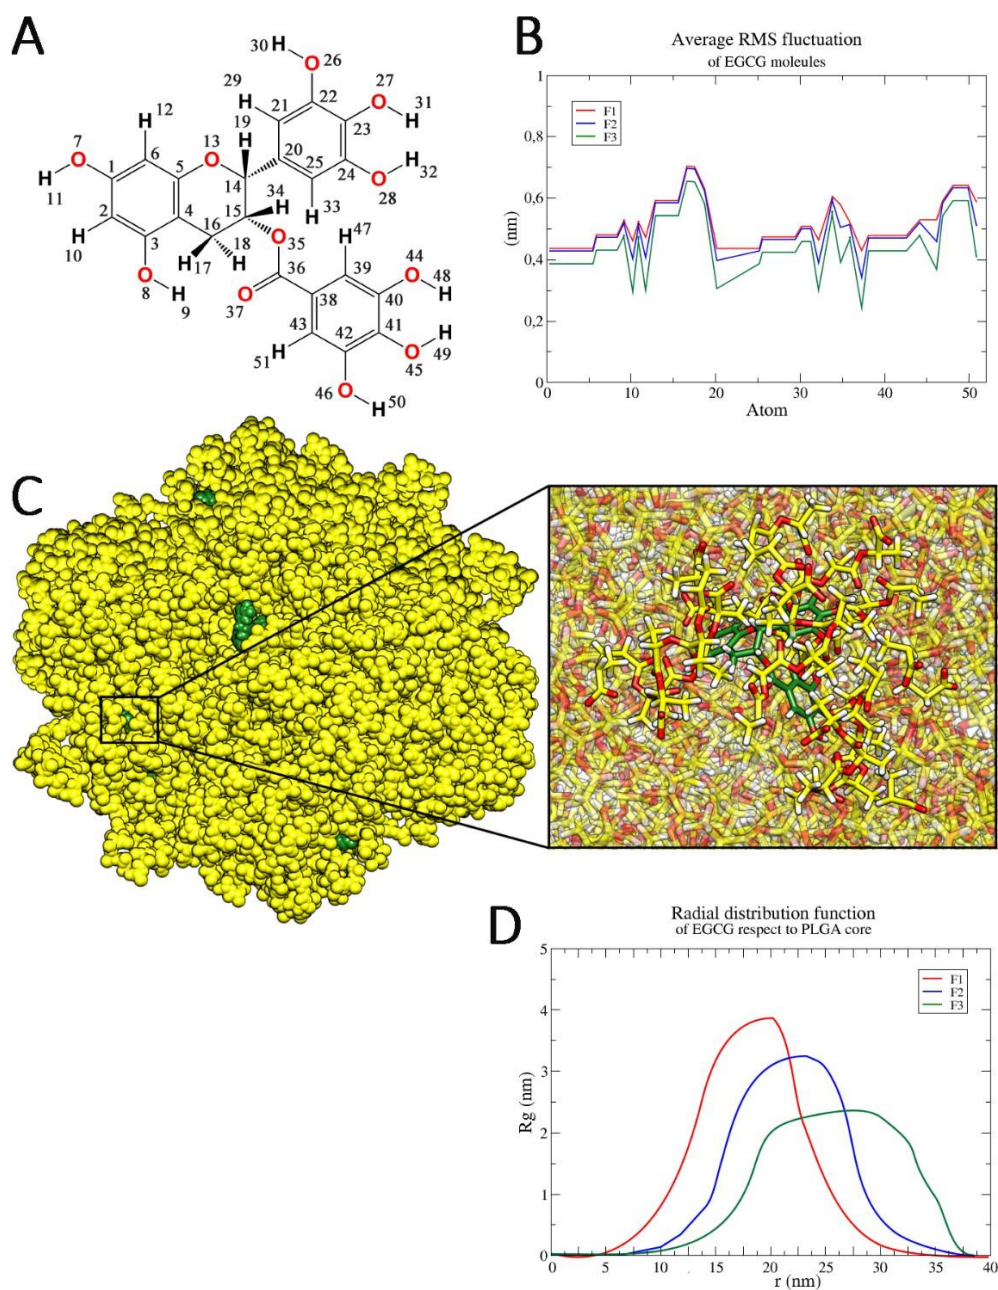 A
30 H O 26
29 H 21 22 O 27
H 31
12 H 19 H 20 23
7 O 13 O 25 24 H 32
H 11 1 6 5 14 O 28
34 H H 33
2 4 15
H 10 3 16 18 O 35 H 47
H 17 H
O 8 H 9 36 39 O 44
O 37 38 40 H 48
43 42 41 H 49
H 51 O 45
46 O H 50
B
Average RMS fluctuation
of EGCG moleules
1
0,8
0,6
0,4
0,2
0
(nm)
F1
F2
F3
0 10 20 30 40 50
Atom
C
D
Radial distribution function
of EGCG respect to PLGA core
5
4
3
2
1
0
Rg (nm)
F1
F2
F3
0 5 10 15 20 25 30 35 40
r (nm)